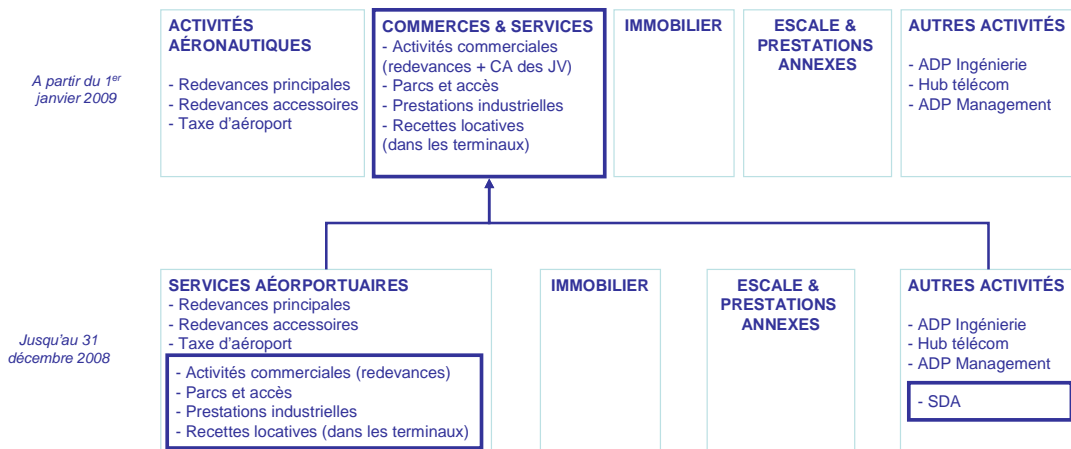 A partir du 1er
janvier 2009
ACTIVITÉS
AÉRONAUTIQUES
- Redevances principales
- Redevances accessoires
- Taxe d'aéroport
COMMERCES & SERVICES
- Activités commerciales
(redevances + CA des JV)
- Parcs et accès
- Prestations industrielles
- Recettes locatives
(dans les terminaux)
IMMOBILIER
ESCALE &
PRESTATIONS
ANNEXES
AUTRES ACTIVITÉS
- ADP Ingénierie
- Hub télécom
- ADP Management
Jusqu'au 31
décembre 2008
SERVICES AÉORPORTUAIRES
- Redevances principales
- Redevances accessoires
- Taxe d'aéroport
- Activités commerciales (redevances)
- Parcs et accès
- Prestations industrielles
- Recettes locatives (dans les terminaux)
IMMOBILIER
ESCALE &
PRESTATIONS
ANNEXES
AUTRES ACTIVITÉS
- ADP Ingénierie
- Hub télécom
- ADP Management
- SDA